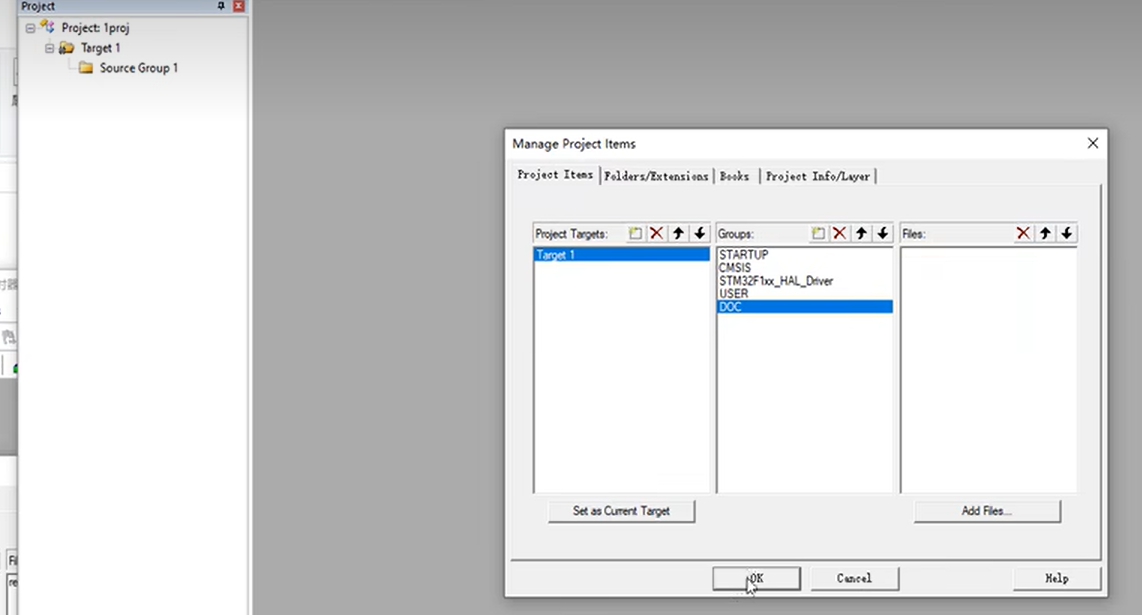 Project
Project: 1proj
Target 1
Source Group 1
Manage Project Items
Project Items Folders/Extensions Books Project Info/Layer
Project Targets: Groups: Files:
Target 1
STARTUP
CMSIS
STM32F1xx_HAL_Driver
USER
DOC
Set as Current Target Add Files...
OK Cancel Help